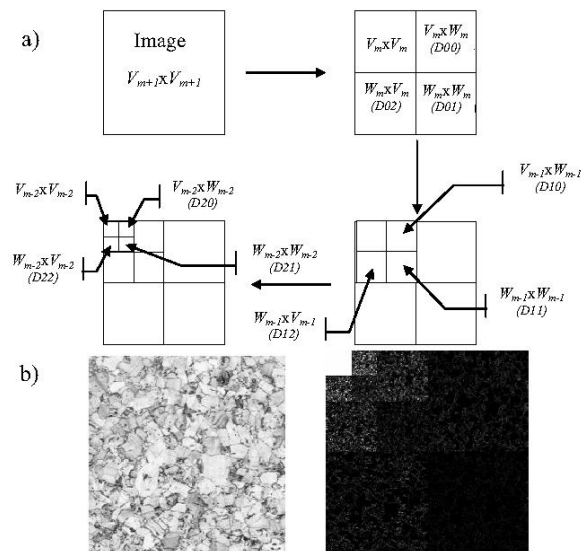 a)
Image
Vm+1xVm+1
VmxVm
VmxWm
(D00)
WmxVm
(D02)
WmxWm
(D01)
Vm-2xVm-2
Vm-2xWm-2
(D20)
Vm-1xWm-1
(D10)
Wm-2xVm-2
(D22)
Wm-2xWm-2
(D21)
Wm-1xVm-1
(D12)
Wm-1xWm-1
(D11)
b)